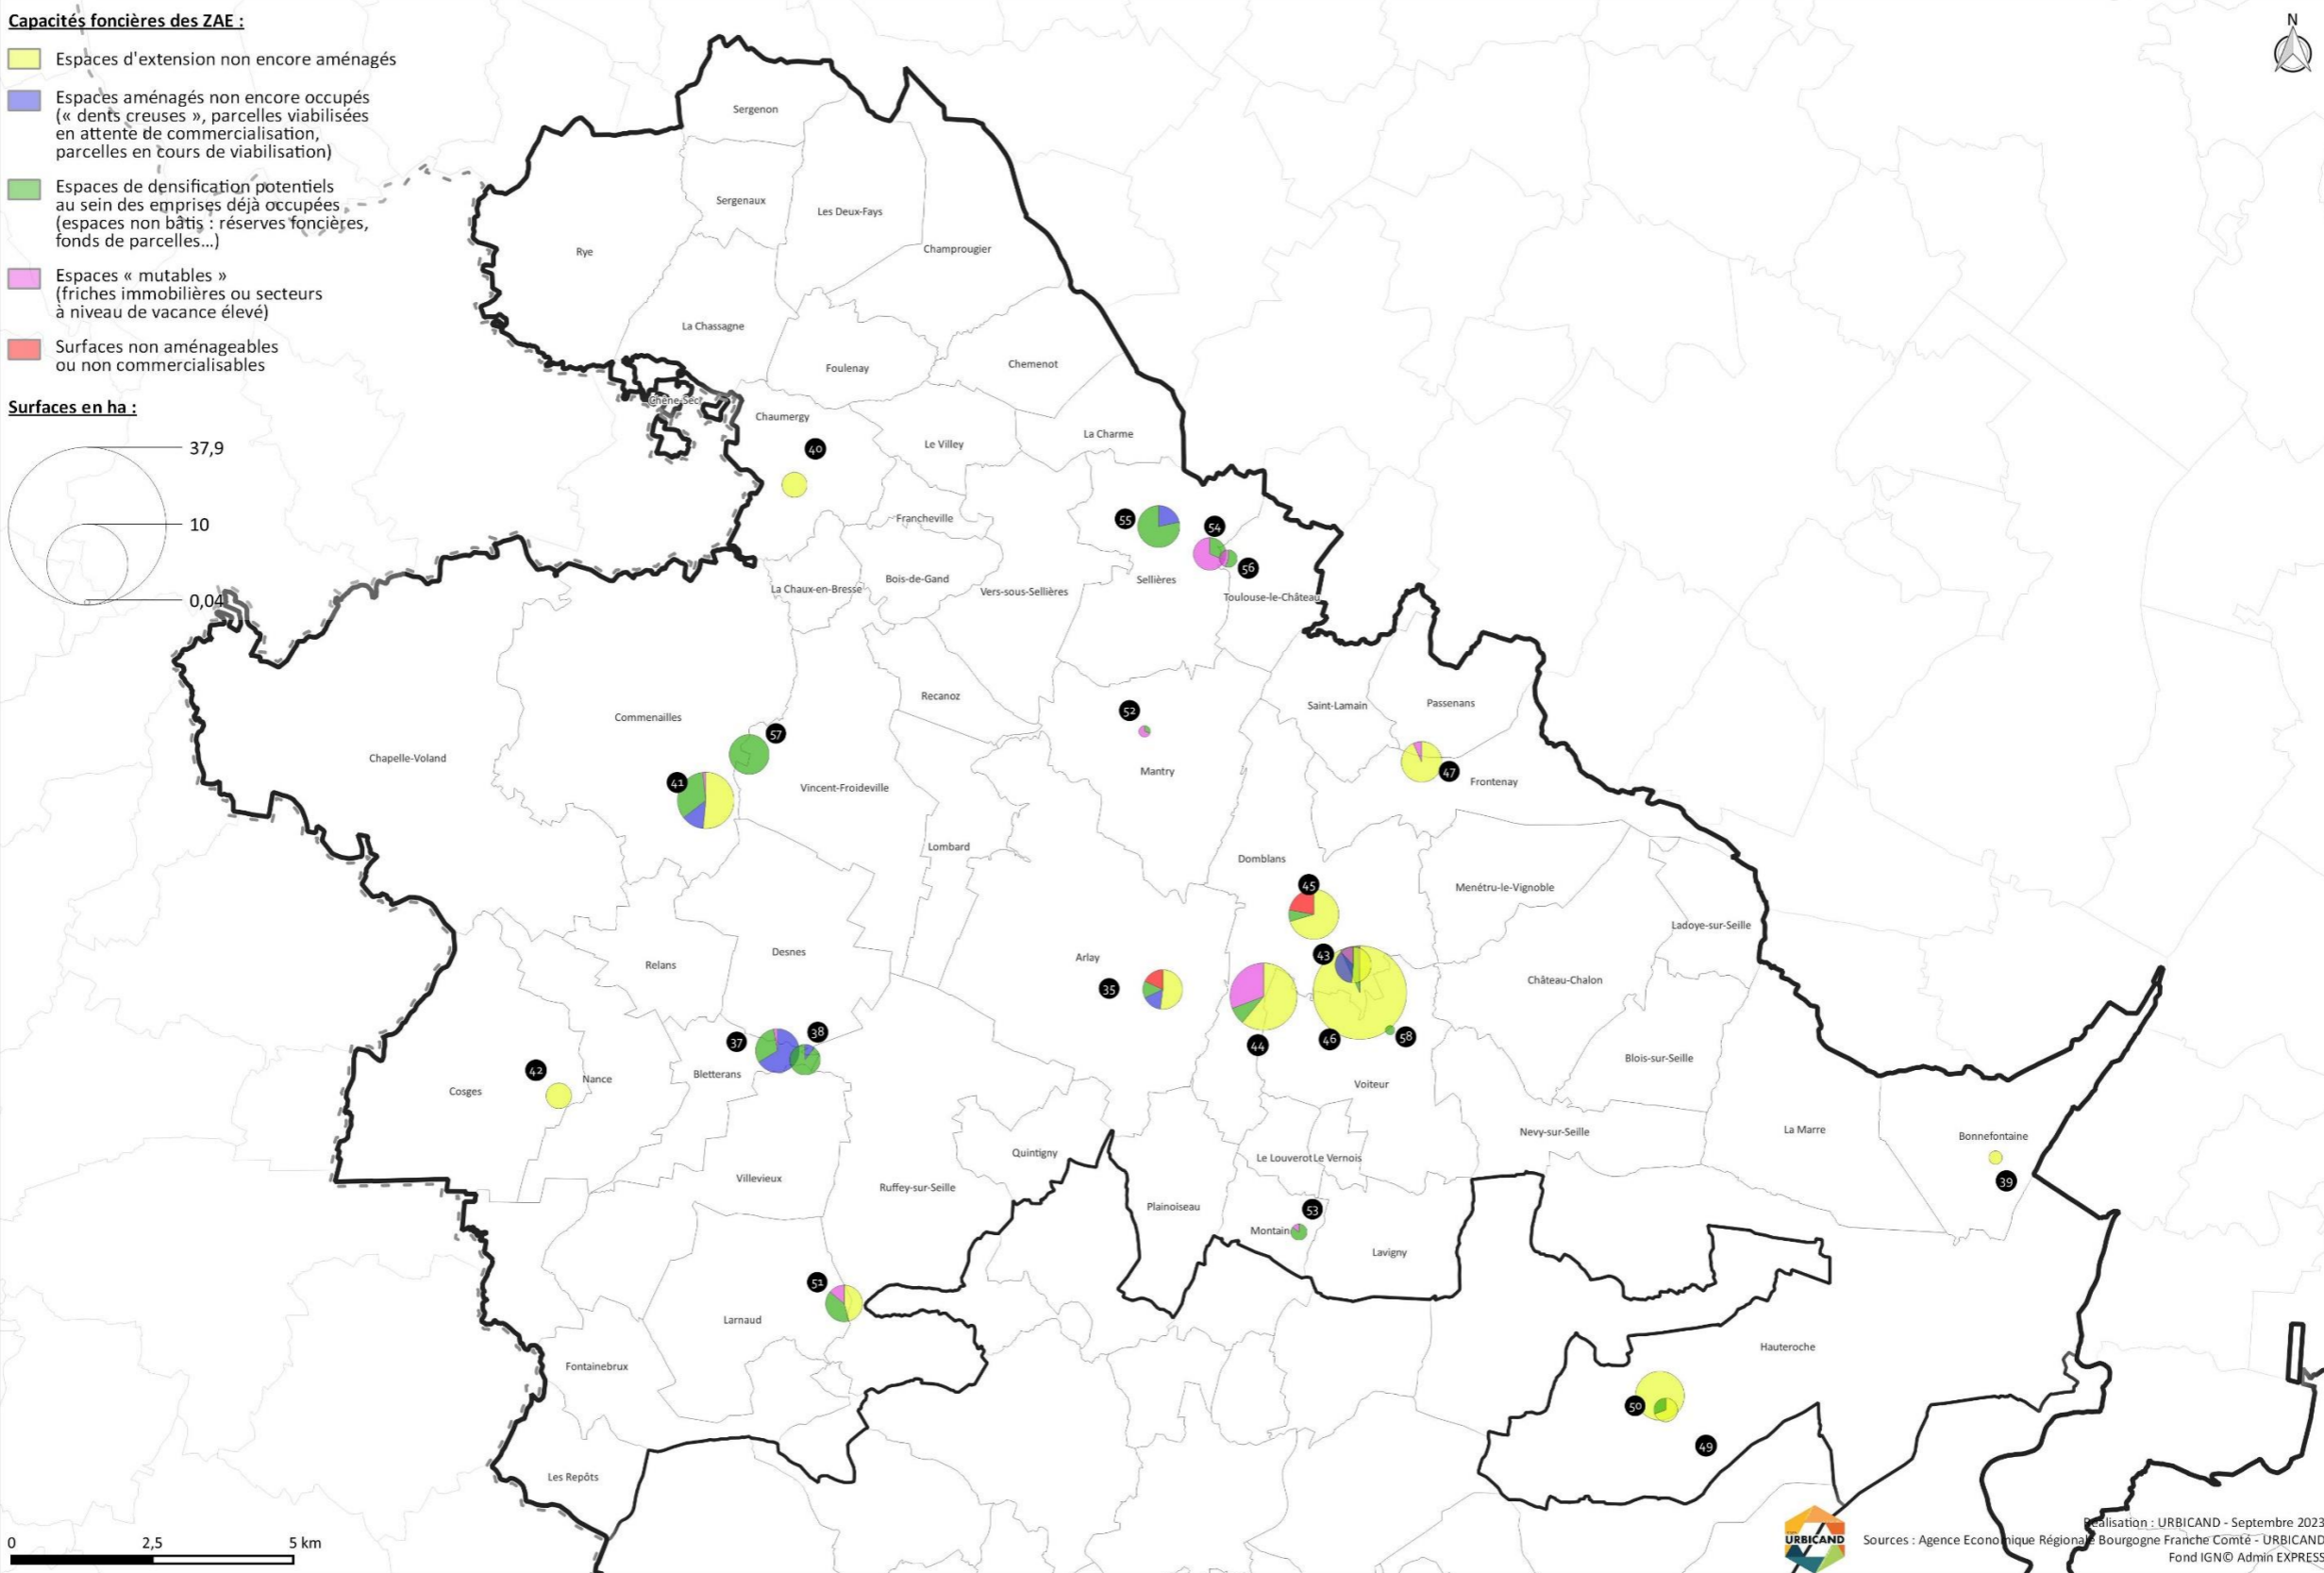 Capacités foncières des ZAE :
Espaces d'extension non encore aménagés
Espaces aménagés non encore occupés
(« dents creuses », parcelles viabilisées
en attente de commercialisation,
parcelles en cours de viabilisation)
Espaces de densification potentiels
au sein des emprises déjà occupées
(espaces non bâtis : réserves foncières,
fonds de parcelles...)
Espaces « mutables »
(friches immobilières ou secteurs
à niveau de vacance élevé)
Surfaces non aménageables
ou non commercialisables
Surfaces en ha :
37,9
10
0,04
N
Sergenon
Sergenaux
Les Deux-Fays
Rye
Champrougier
La Chassagne
Foulenay
Chemenot
Chêne-Sec
Chaumergy
La Charme
Le Villey
40
Francheville
55
54
56
Bois-de-Gand
Sellières
La Chaux-en-Bresse
Vers-sous-Sellières
Toulouse-le-Château
Recanoz
Saint-Lamain
Passenans
52
Commenailles
57
Chapelle-Voland
Mantry
47
Frontenay
41
Vincent-Froideville
Lombard
Domblans
45
Menétru-le-Vignoble
Ladoye-sur-Seille
Desnes
Arlay
43
Relans
Château-Chalon
35
37
38
44
46
58
Blois-sur-Seille
42
Nance
Bletterans
Voiteur
Cosges
Nevy-sur-Seille
La Marre
Bonnefontaine
Quintigny
Le Louverot
Le Vernois
39
Villevieux
Ruffey-sur-Seille
Plainoiseau
53
Montain
Lavigny
51
Larnaud
Hauteroche
Fontainebrux
50
49
Les Repôts
0
2,5
5 km
URBICAND
Réalisation : URBICAND - Septembre 2023
Sources : Agence Economique Régionale Bourgogne Franche Comté - URBICAND
Fond IGN© Admin EXPRESS